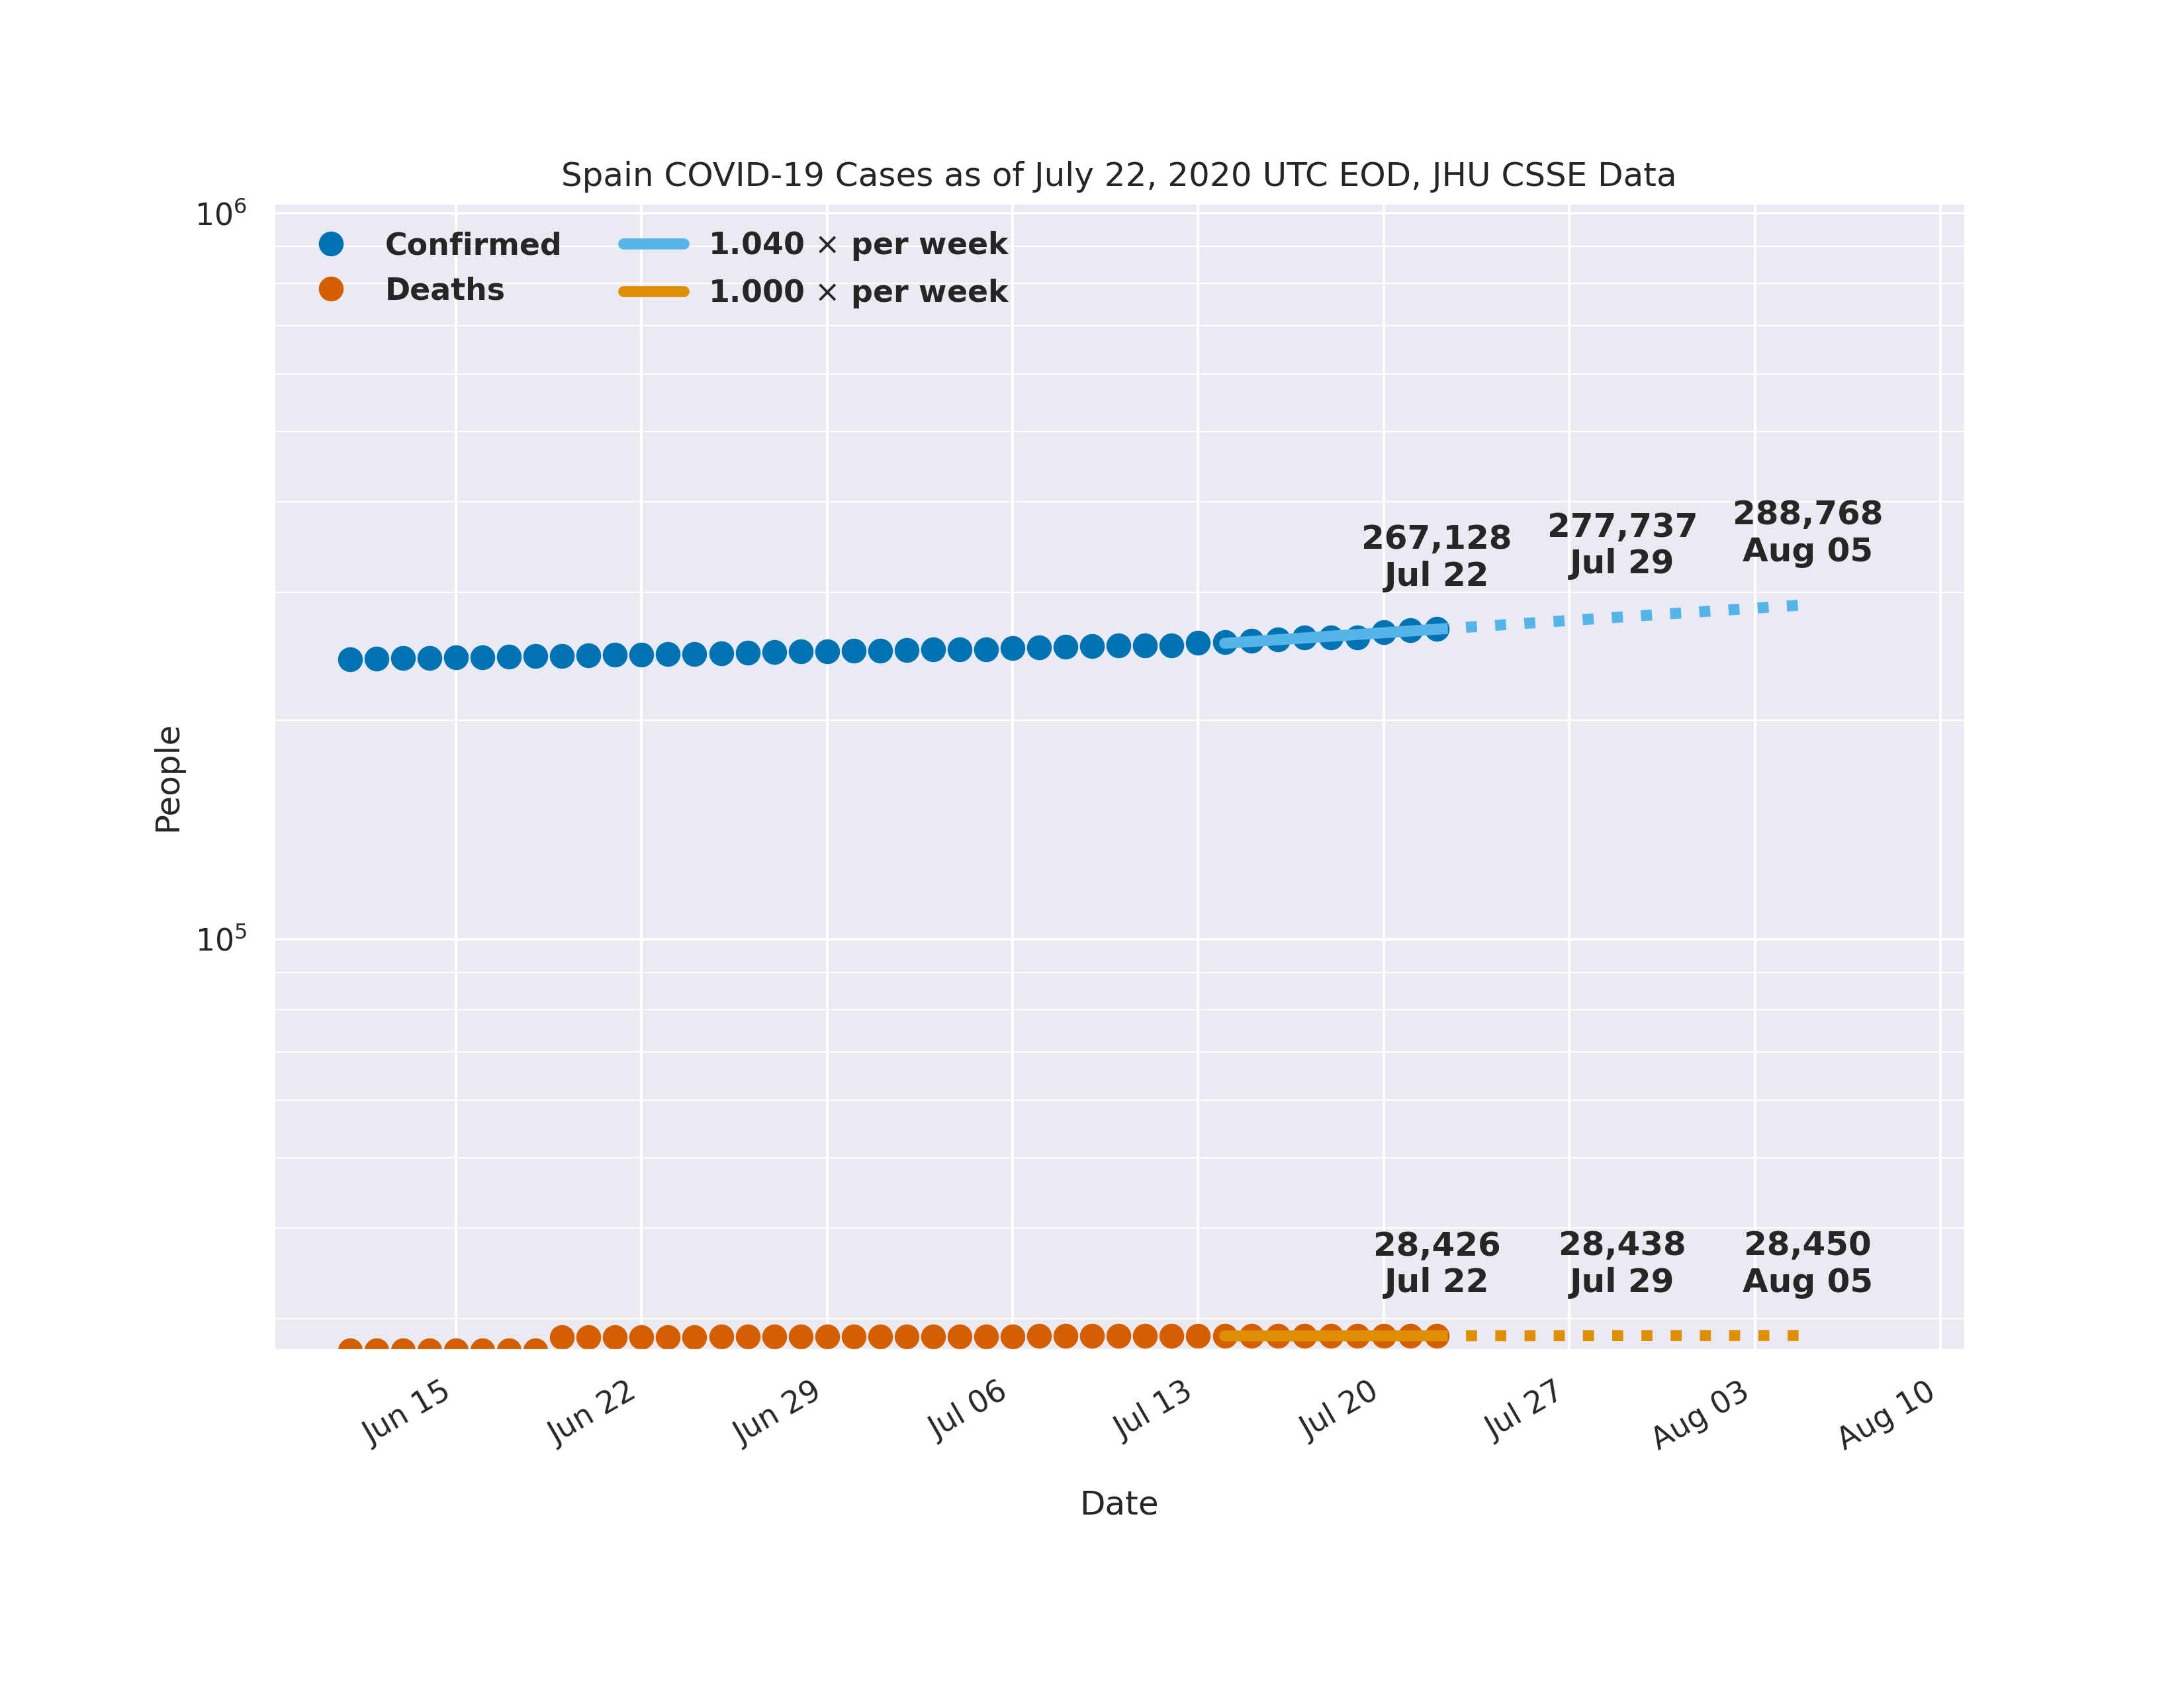 Spain COVID-19 Cases as of July 22, 2020 UTC EOD, JHU CSSE Data
10⁶
Confirmed
Deaths
1.040 × per week
1.000 × per week
267,128
Jul 22
277,737
Jul 29
288,768
Aug 05
People
10⁵
28,426
Jul 22
28,438
Jul 29
28,450
Aug 05
Jun 15
Jun 22
Jun 29
Jul 06
Jul 13
Jul 20
Jul 27
Aug 03
Aug 10
Date